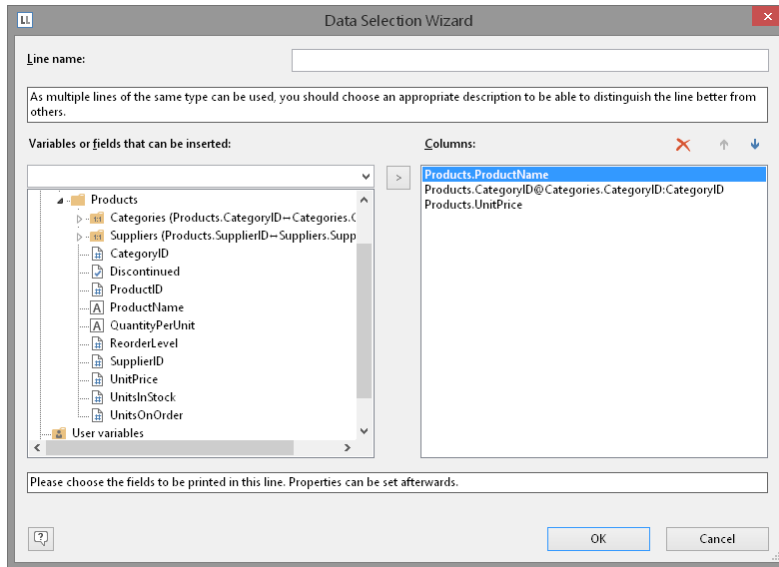 LL
Data Selection Wizard
Line name:
As multiple lines of the same type can be used, you should choose an appropriate description to be able to distinguish the line better from
others.
Variables or fields that can be inserted:
Columns:
>
Products
Categories (Products.CategoryID↔Categories.C
Suppliers (Products.SupplierID↔Suppliers.Supp
CategoryID
Discontinued
ProductID
A ProductName
A QuantityPerUnit
ReorderLevel
SupplierID
UnitPrice
UnitsInStock
UnitsOnOrder
User variables
Products.ProductName
Products.CategoryID@Categories.CategoryID:CategoryID
Products.UnitPrice
Please choose the fields to be printed in this line. Properties can be set afterwards.
?
OK
Cancel